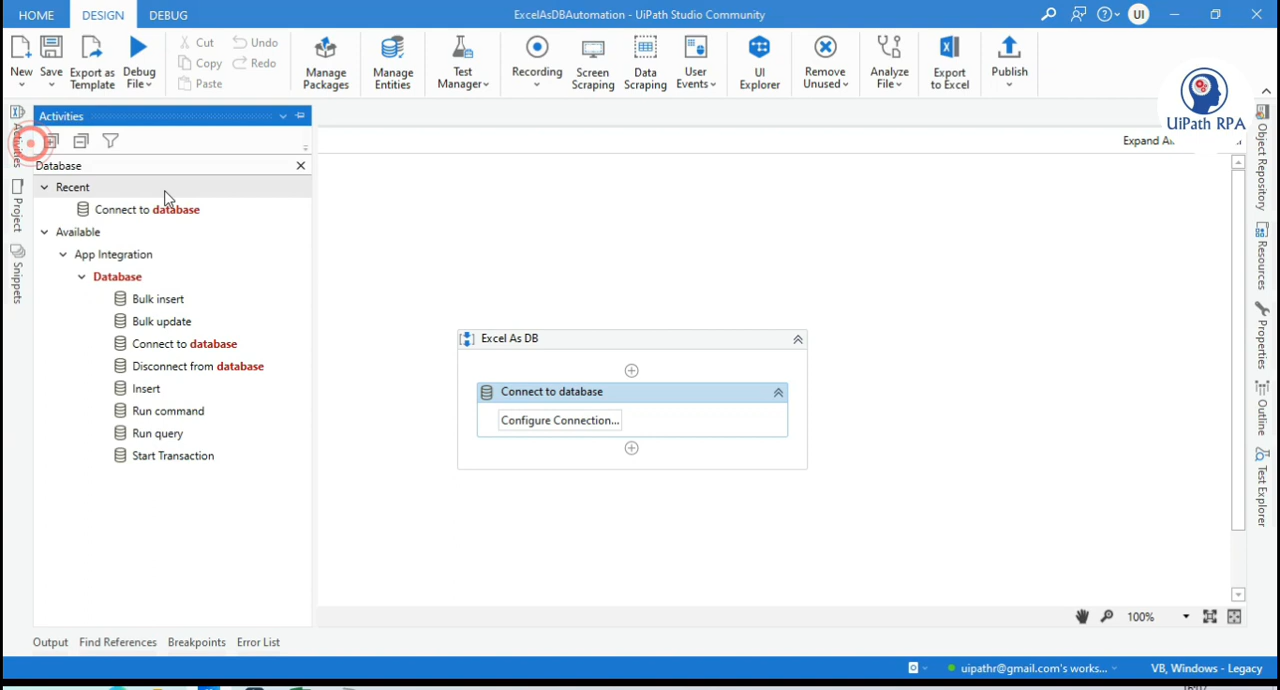 HOME DESIGN DEBUG
ExcelAsDBAutomation - UiPath Studio Community
UI
New
Save
Export as Template
Debug File
Cut
Copy
Paste
Undo
Redo
Manage Packages
Manage Entities
Test Manager
Recording
Screen Scraping
Data Scraping
User Events
UI Explorer
Remove Unused
Analyze File
Export to Excel
Publish
UiPath RPA
Activities
Expand
Database
Recent
Connect to database
Available
App Integration
Database
Bulk insert
Bulk update
Connect to database
Disconnect from database
Insert
Run command
Run query
Start Transaction
Project
Snippets
Excel As DB
Connect to database
Configure Connection...
Object Repository
Resources
Properties
Outline
Test Explorer
100%
Output Find References Breakpoints Error List
uipathr@gmail.com's works...
VB, Windows - Legacy